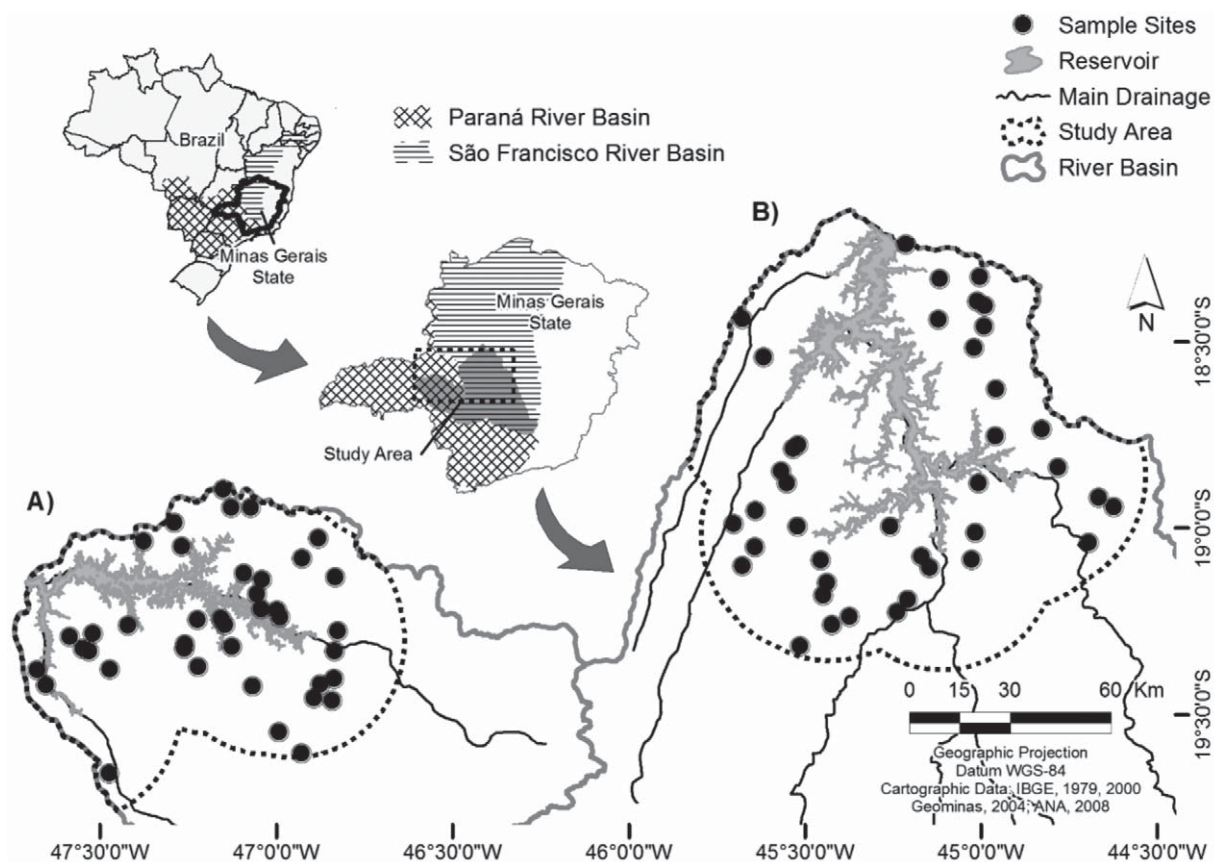 Sample Sites
Reservoir
Main Drainage
Study Area
River Basin
Paraná River Basin
São Francisco River Basin
Brazil
Minas Gerais
State
Minas Gerais
State
Study Area
A)
B)
N
18°30'0"S
19°0'0"S
19°30'0"S
0 15 30 60 Km
Geographic Projection
Datum WGS-84
Cartographic Data: IBGE, 1979, 2000
Geominas, 2004; ANA, 2008
47°30'0"W 47°0'0"W 46°30'0"W 46°0'0"W 45°30'0"W 45°0'0"W 44°30'0"W